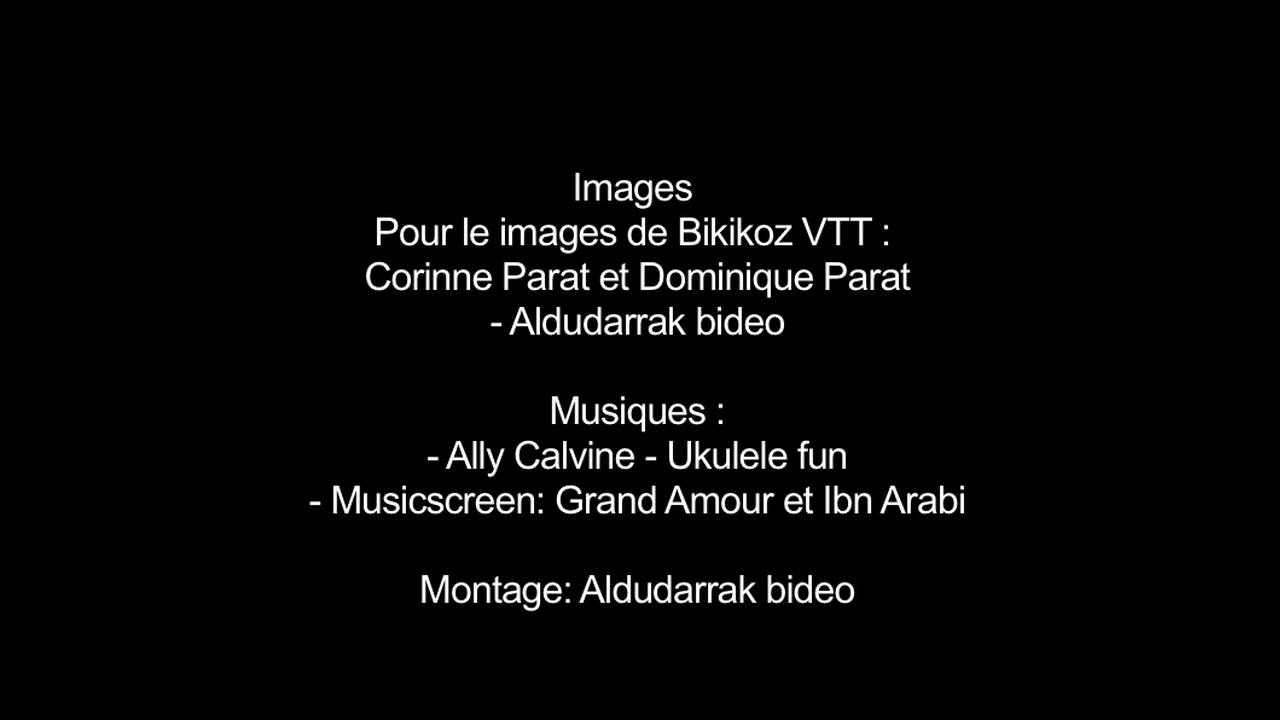 Images
Pour le images de Bikikoz VTT :
Corinne Parat et Dominique Parat
- Aldudarrak bideo
Musiques :
- Ally Calvine - Ukulele fun
- Musicscreen: Grand Amour et Ibn Arabi
Montage: Aldudarrak bideo